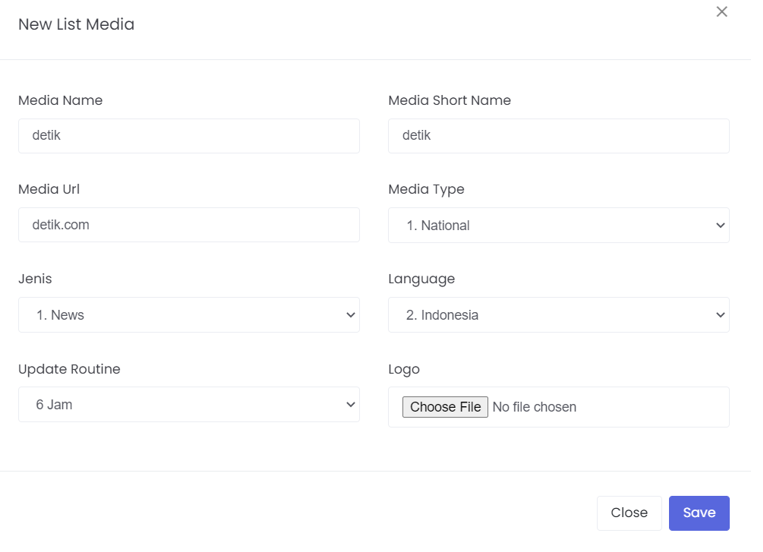 New List Media
Media Name
Media Short Name
detik
detik
Media Url
Media Type
detik.com
1. National
Jenis
Language
1. News
2. Indonesia
Update Routine
Logo
6 Jam
Choose File No file chosen
Close
Save